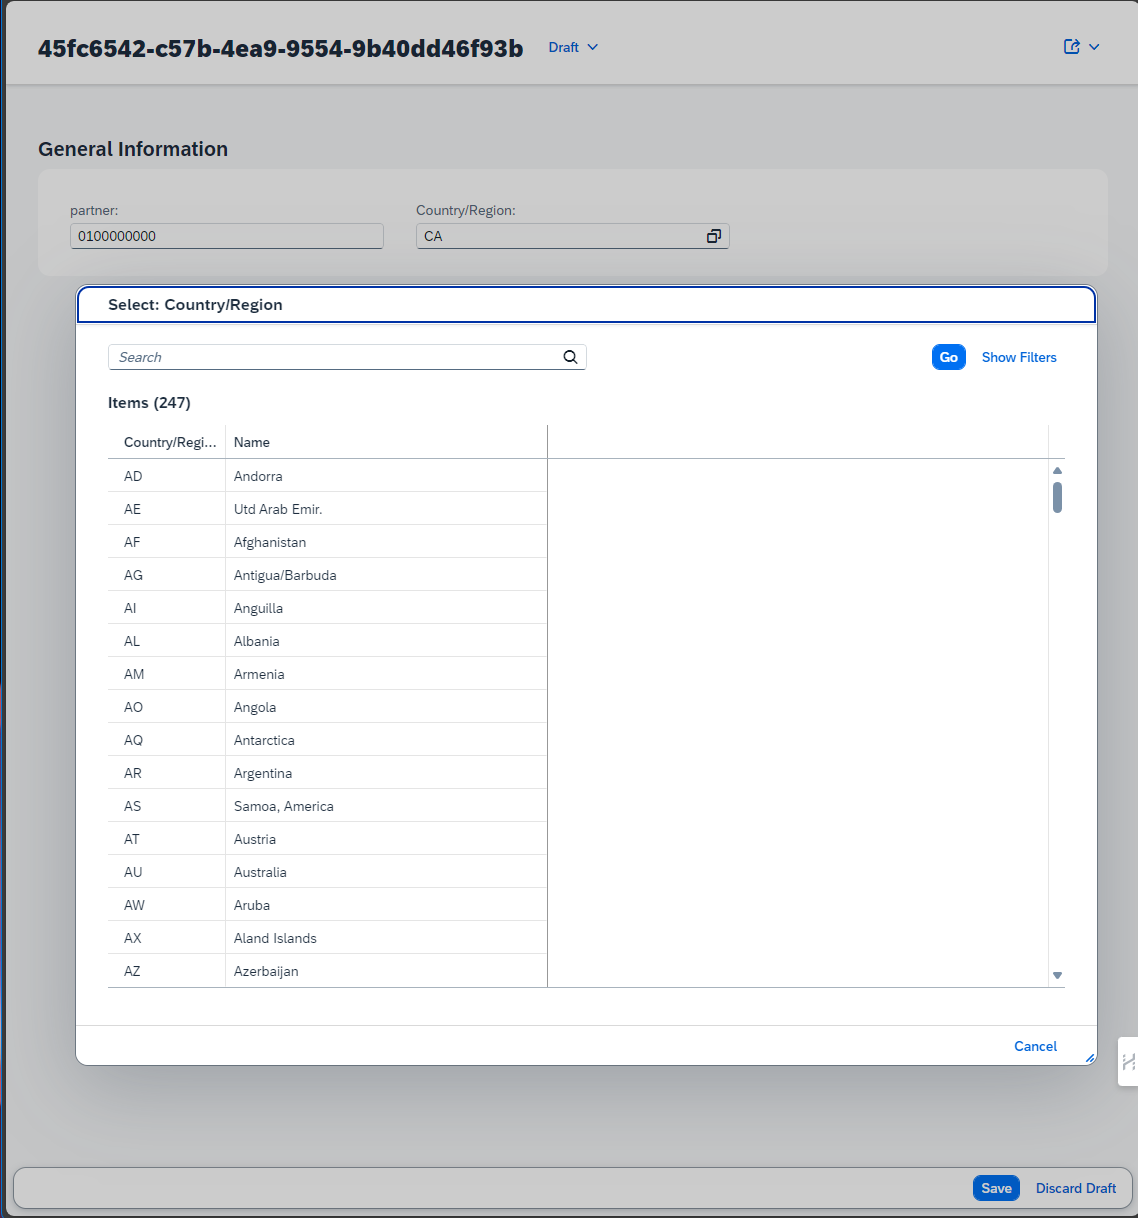 45fc6542-c57b-4ea9-9554-9b40dd46f93b Draft
General Information
partner: Country/Region:
0100000000 CA
Select: Country/Region
Search Go Show Filters
Items (247)
Country/Regi... Name
AD Andorra
AE Utd Arab Emir.
AF Afghanistan
AG Antigua/Barbuda
AI Anguilla
AL Albania
AM Armenia
AO Angola
AQ Antarctica
AR Argentina
AS Samoa, America
AT Austria
AU Australia
AW Aruba
AX Aland Islands
AZ Azerbaijan
Cancel
Save Discard Draft